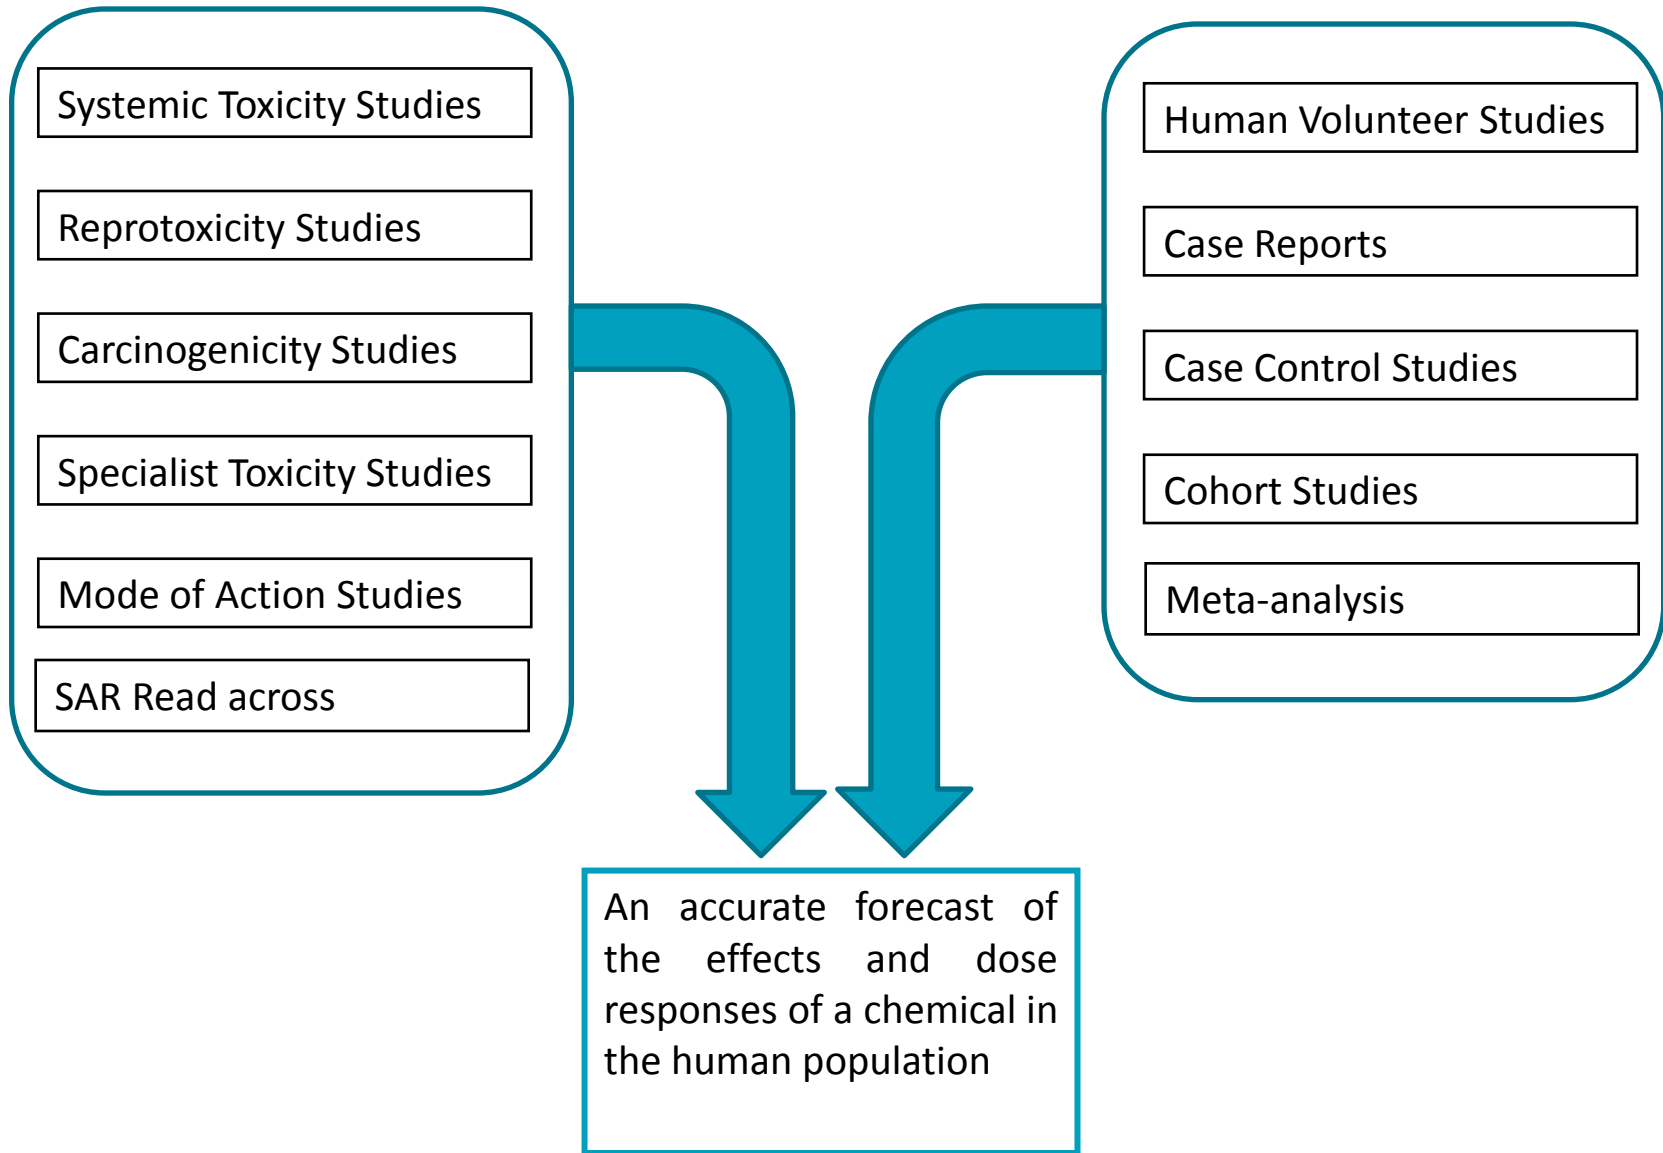 Systemic Toxicity Studies
Reprotoxicity Studies
Carcinogenicity Studies
Specialist Toxicity Studies
Mode of Action Studies
SAR Read across
Human Volunteer Studies
Case Reports
Case Control Studies
Cohort Studies
Meta-analysis
An accurate forecast of
the effects and dose
responses of a chemical in
the human population